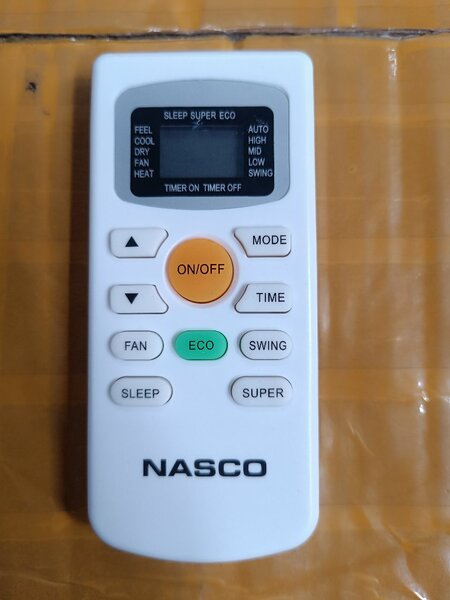 SLEEP SUPER ECO
FEEL AUTO
COOL HIGH
DRY MID
FAN LOW
HEAT SWING
TIMER ON TIMER OFF
▲ MODE
ON/OFF
▼ TIME
FAN ECO SWING
SLEEP SUPER
NASCO